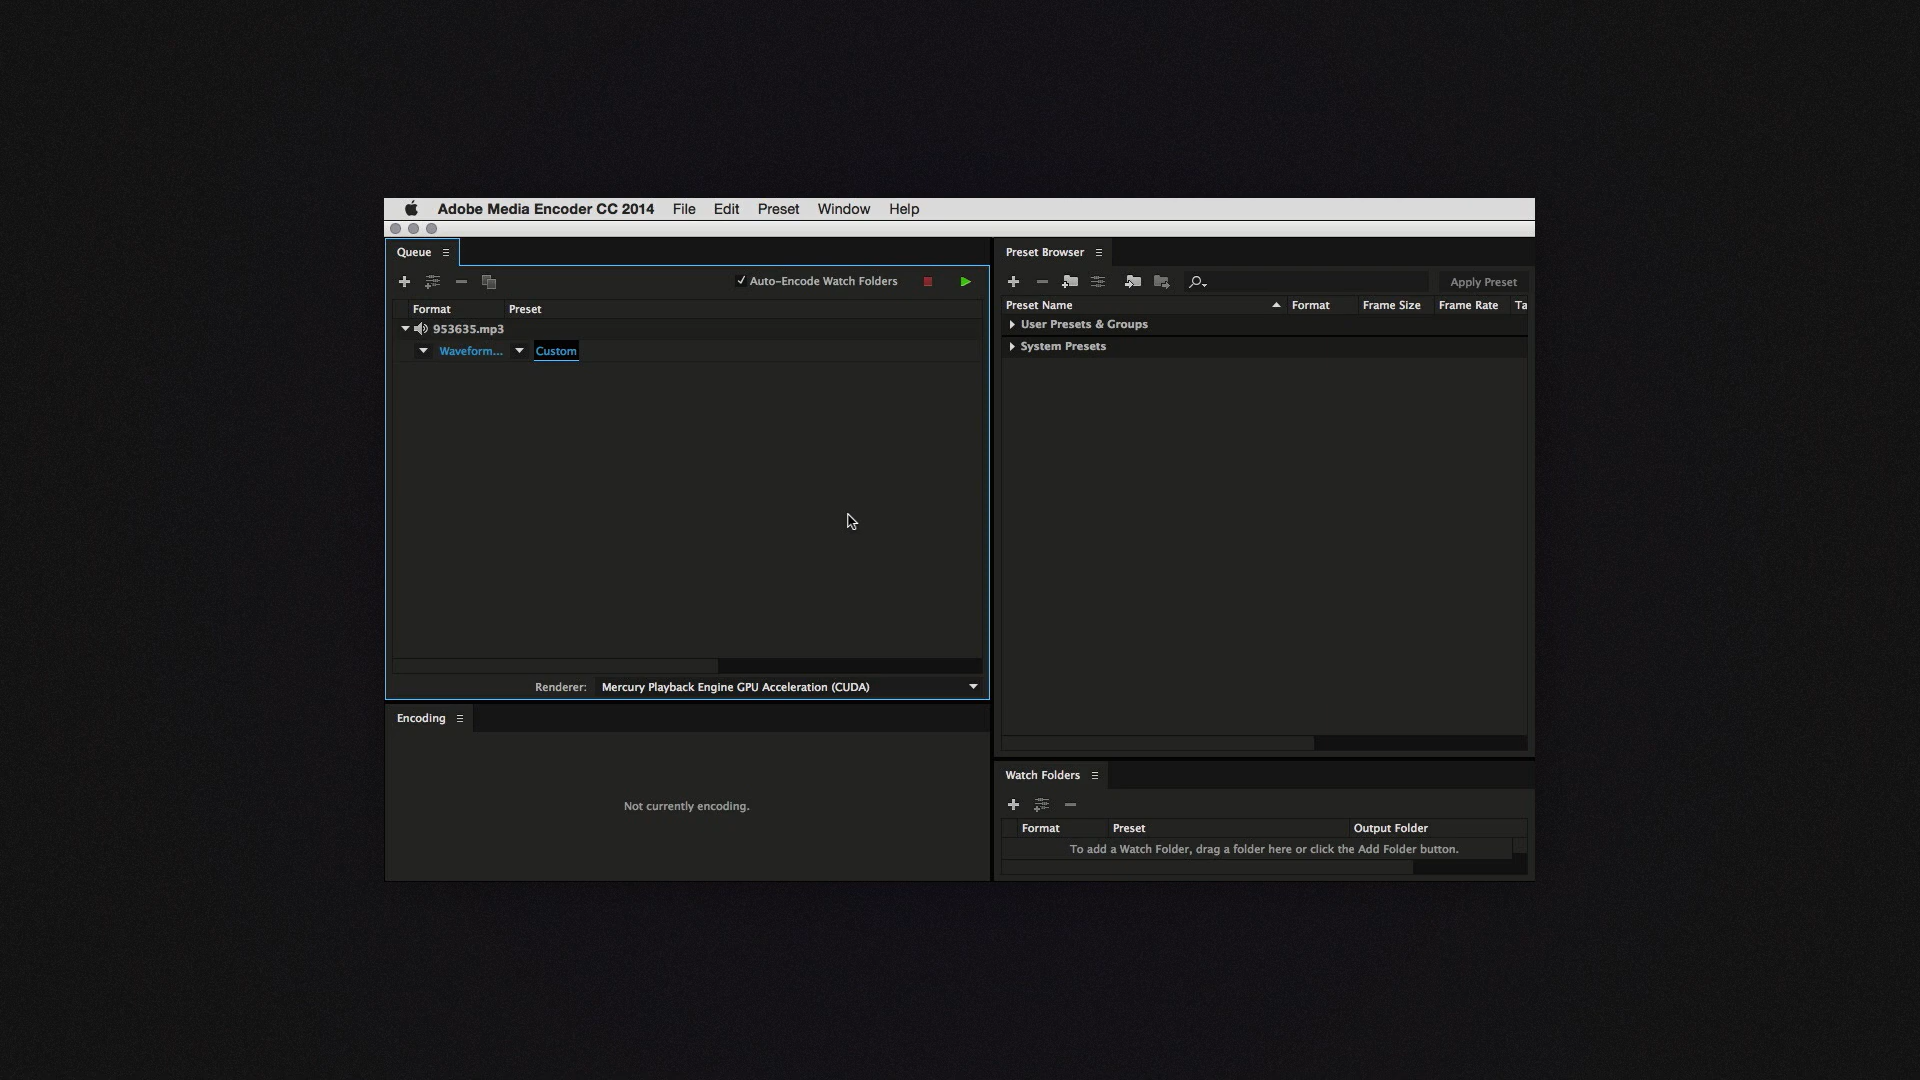 Adobe Media Encoder CC 2014 File Edit Preset Window Help
Queue
Auto-Encode Watch Folders
Format Preset
953635.mp3
Waveform... Custom
Renderer: Mercury Playback Engine GPU Acceleration (CUDA)
Encoding
Not currently encoding.
Preset Browser
Apply Preset
Preset Name Format Frame Size Frame Rate Ta
User Presets & Groups
System Presets
Watch Folders
Format Preset Output Folder
To add a Watch Folder, drag a folder here or click the Add Folder button.